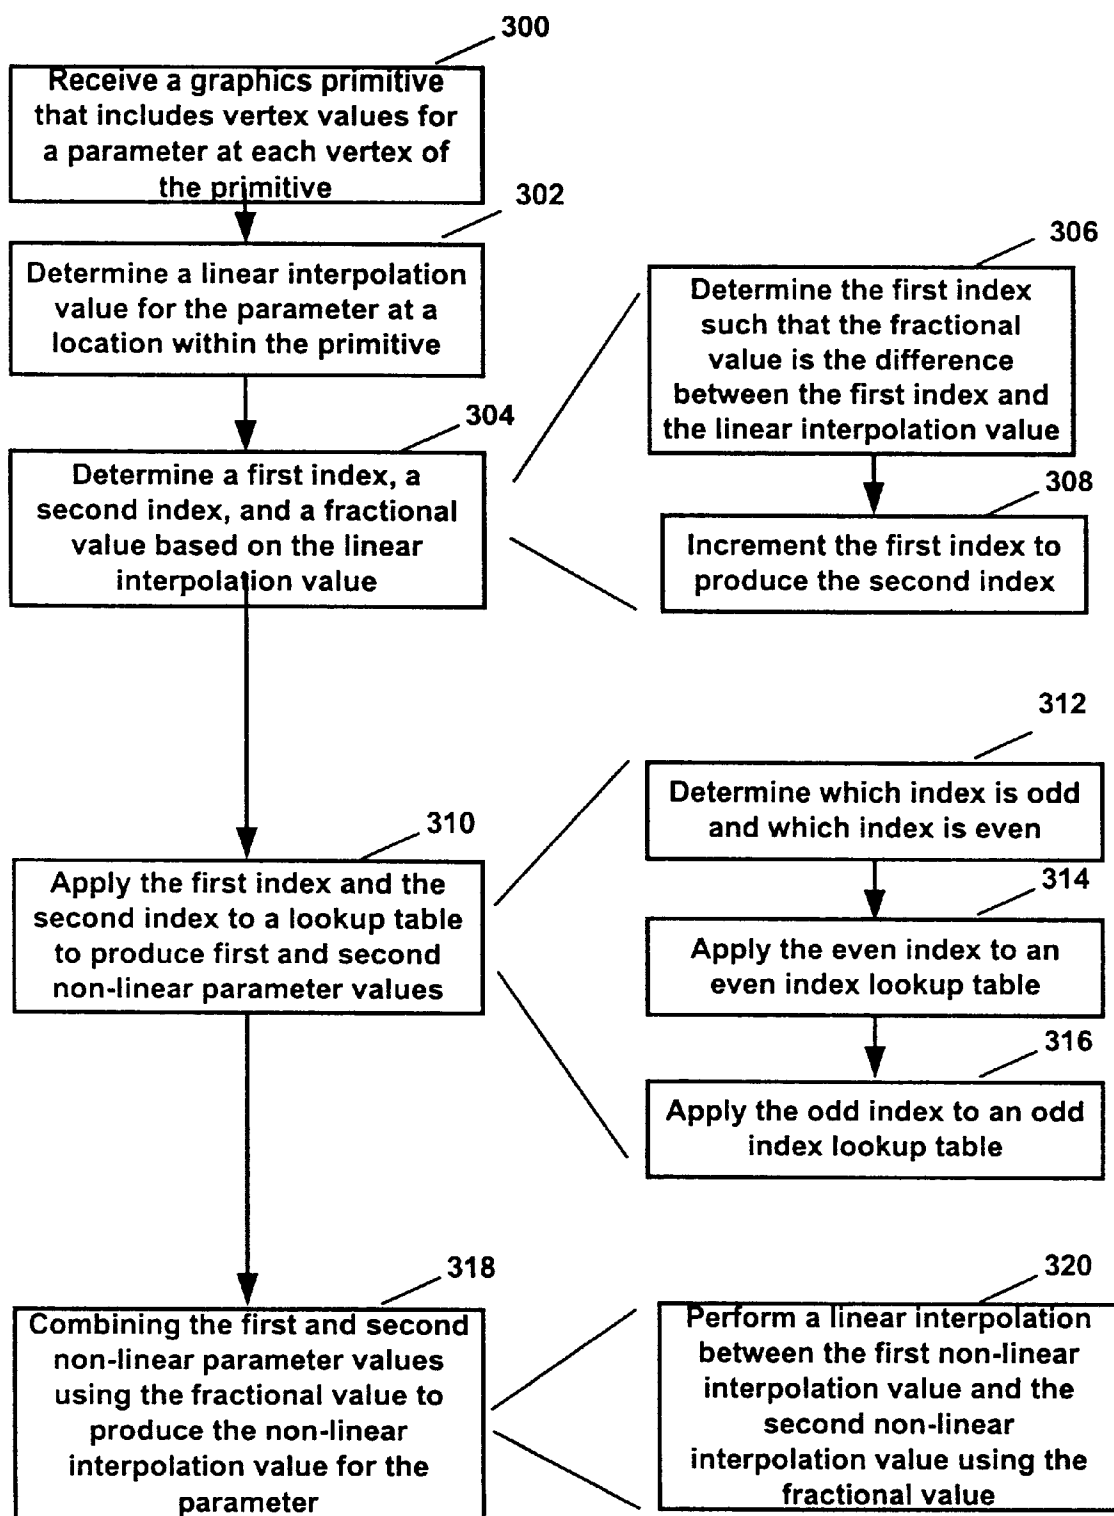 300
Receive a graphics primitive
that includes vertex values for
a parameter at each vertex of
the primitive
302
Determine a linear interpolation
value for the parameter at a
location within the primitive
304
Determine a first index, a
second index, and a fractional
value based on the linear
interpolation value
306
Determine the first index
such that the fractional
value is the difference
between the first index and
the linear interpolation value
308
Increment the first index to
produce the second index
310
Apply the first index and the
second index to a lookup table
to produce first and second
non-linear parameter values
312
Determine which index is odd
and which index is even
314
Apply the even index to an
even index lookup table
316
Apply the odd index to an odd
index lookup table
318
Combining the first and second
non-linear parameter values
using the fractional value to
produce the non-linear
interpolation value for the
parameter
320
Perform a linear interpolation
between the first non-linear
interpolation value and the
second non-linear
interpolation value using the
fractional value